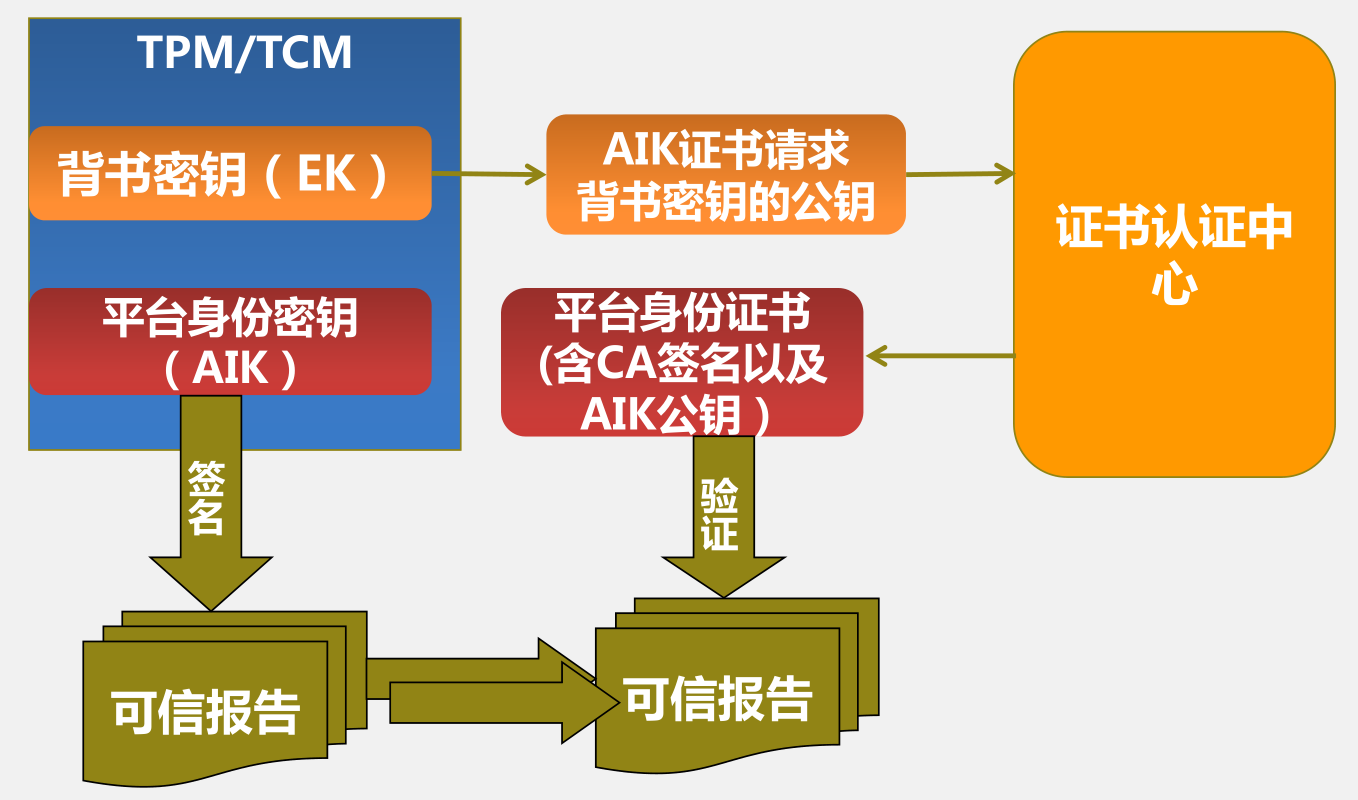 TPM/TCM
背书密钥（EK）
AIK证书请求
背书密钥的公钥
证书认证中
心
平台身份密钥
（AIK）
平台身份证书
(含CA签名以及
AIK公钥）
签
名
验
证
可信报告
可信报告